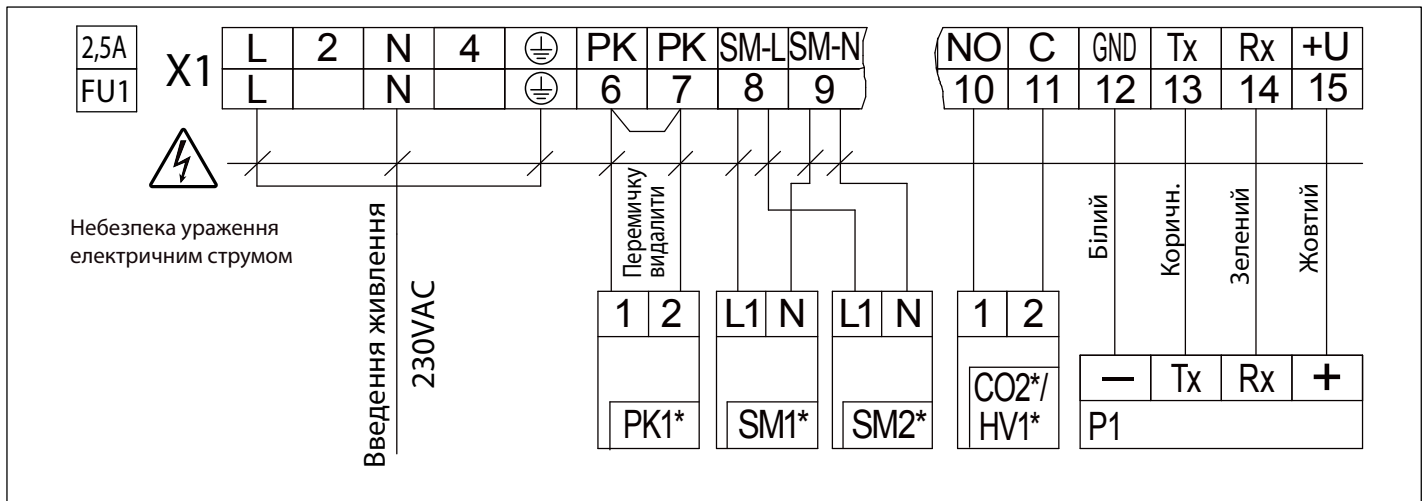 2,5A
FU1
X1
L 2 N 4 PK PK SM-L SM-N
L N 6 7 8 9
NO C GND Tx Rx +U
10 11 12 13 14 15
Небезпека ураження
електричним струмом
Введення живлення
230VAC
Перемичку
видалити
Білий
Коричн.
Зелений
Жовтий
1 2
PK1*
L1 N
SM1*
L1 N
SM2*
1 2
CO2*/
HV1*
— Tx Rx +
P1